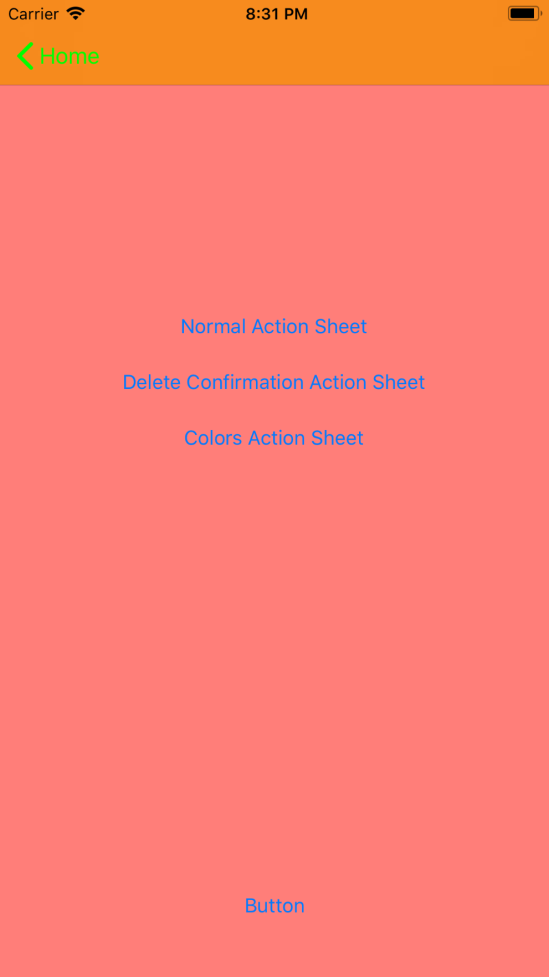 Carrier 8:31 PM
Home
Normal Action Sheet
Delete Confirmation Action Sheet
Colors Action Sheet
Button